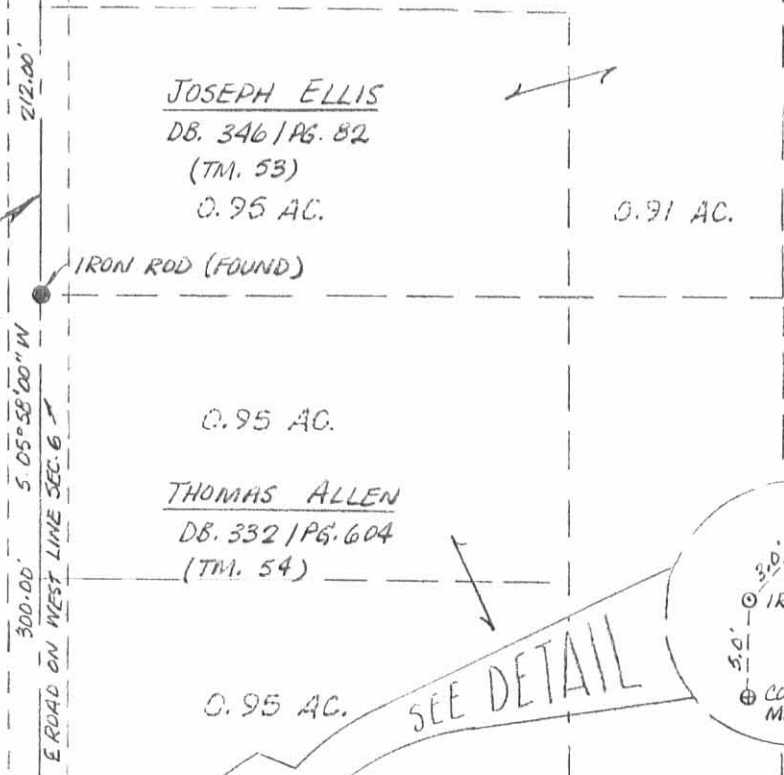 212.00'
JOSEPH ELLIS
DB. 346 / PG. 82
(TM. 53)
0.95 AC.
0.91 AC.
IRON ROD (FOUND)
S. 05°58'00" W
300.00'
E ROAD ON WEST LINE SEC. 6
0.95 AC.
THOMAS ALLEN
DB. 332 / PG. 604
(TM. 54)
0.95 AC.
SEE DETAIL
3.0'
5.0'